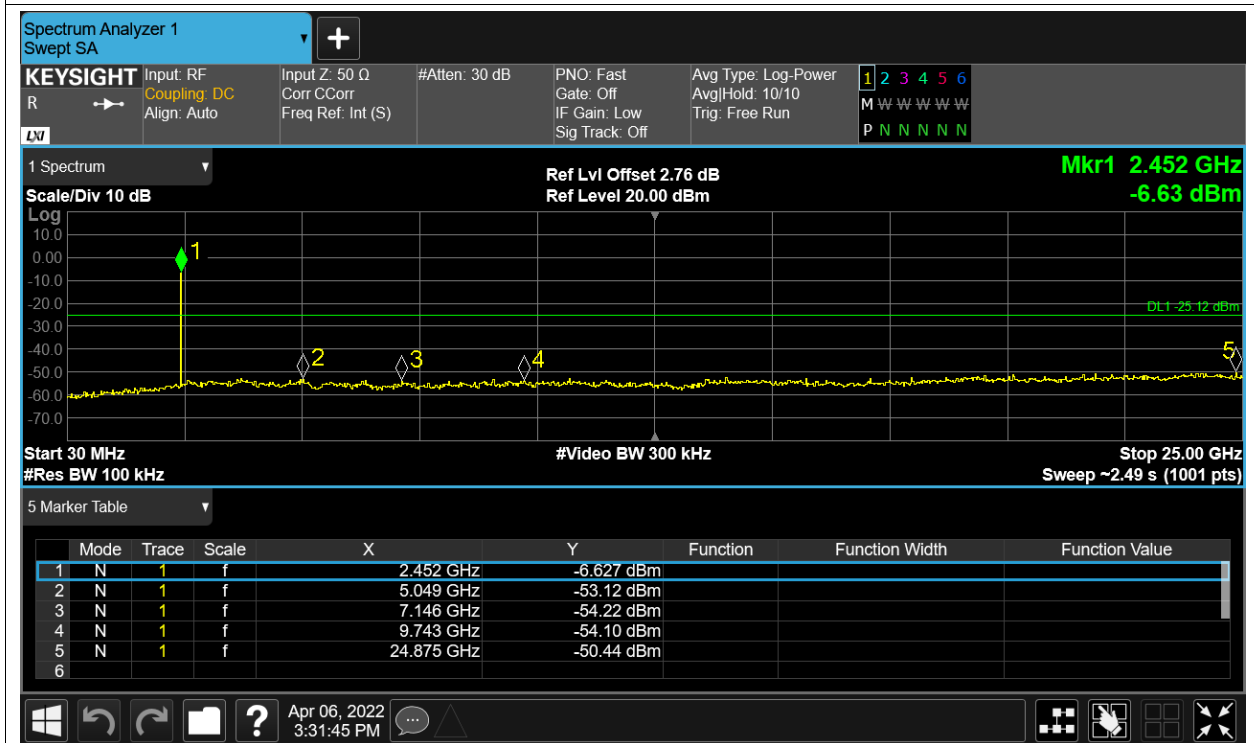 Spectrum Analyzer 1
Swept SA
+
KEYSIGHT
R
LXI
Input: RF
Coupling: DC
Align: Auto
Input Z: 50 Ω
Corr CCorr
Freq Ref: Int (S)
#Atten: 30 dB
PNO: Fast
Gate: Off
IF Gain: Low
Sig Track: Off
Avg Type: Log-Power
Avg|Hold: 10/10
Trig: Free Run
1 2 3 4 5 6
M W W W W W
P N N N N N
1 Spectrum
Scale/Div 10 dB
Ref Lvl Offset 2.76 dB
Ref Level 20.00 dBm
Mkr1 2.452 GHz
-6.63 dBm
Log
10.0
0.00
-10.0
-20.0
-30.0
-40.0
-50.0
-60.0
-70.0
1
DL1 -25.12 dBm
2
3
4
5
Start 30 MHz
#Res BW 100 kHz
#Video BW 300 kHz
Stop 25.00 GHz
Sweep ~2.49 s (1001 pts)
5 Marker Table
Mode Trace Scale X Y Function Function Width Function Value
1 N 1 f 2.452 GHz -6.627 dBm
2 N 1 f 5.049 GHz -53.12 dBm
3 N 1 f 7.146 GHz -54.22 dBm
4 N 1 f 9.743 GHz -54.10 dBm
5 N 1 f 24.875 GHz -50.44 dBm
6
?
Apr 06, 2022
3:31:45 PM